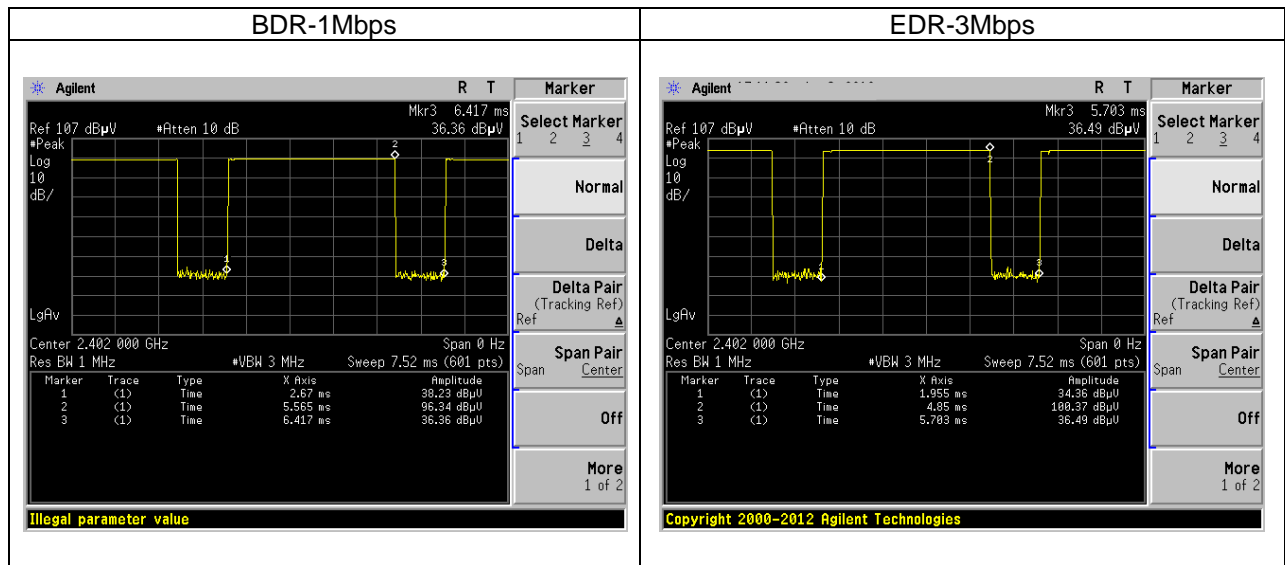 BDR-1Mbps
Agilent
R T
Mkr3 6.417 ms
Ref 107 dBµV #Atten 10 dB 36.36 dBµV
#Peak
Log
10
dB/
2
1
3
LgAv
Center 2.402 000 GHz Span 0 Hz
Res BW 1 MHz #VBW 3 MHz Sweep 7.52 ms (601 pts)
Marker Trace Type X Axis Amplitude
1 (1) Time 2.67 ms 38.23 dBµV
2 (1) Time 5.565 ms 96.34 dBµV
3 (1) Time 6.417 ms 36.36 dBµV
Illegal parameter value
Marker
Select Marker
1 2 3 4
Normal
Delta
Delta Pair
(Tracking Ref)
Ref Δ
Span Pair
Span Center
Off
More
1 of 2
EDR-3Mbps
Agilent
R T
Mkr3 5.703 ms
Ref 107 dBµV #Atten 10 dB 36.49 dBµV
#Peak
Log
10
dB/
2
1
3
LgAv
Center 2.402 000 GHz Span 0 Hz
Res BW 1 MHz #VBW 3 MHz Sweep 7.52 ms (601 pts)
Marker Trace Type X Axis Amplitude
1 (1) Time 1.955 ms 34.36 dBµV
2 (1) Time 4.85 ms 100.37 dBµV
3 (1) Time 5.703 ms 36.49 dBµV
Copyright 2000-2012 Agilent Technologies
Marker
Select Marker
1 2 3 4
Normal
Delta
Delta Pair
(Tracking Ref)
Ref Δ
Span Pair
Span Center
Off
More
1 of 2